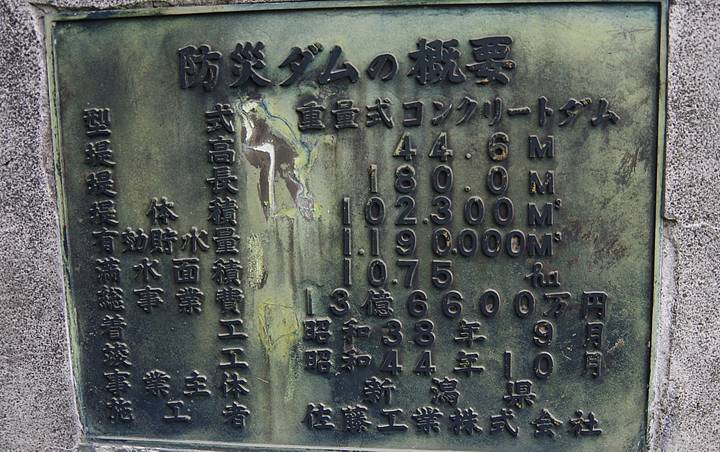 防災ダムの概要
型式 重量式コンクリートダム
堤高 44.6M
堤長 180.0M
堤体積 102.300M³
有効貯水量 1.190.000M³
満水面積 10.75ha
総事業費 13億6600万円
着工 昭和38年9月
竣工 昭和44年10月
事業主体 新潟県
施工者 佐藤工業株式会社